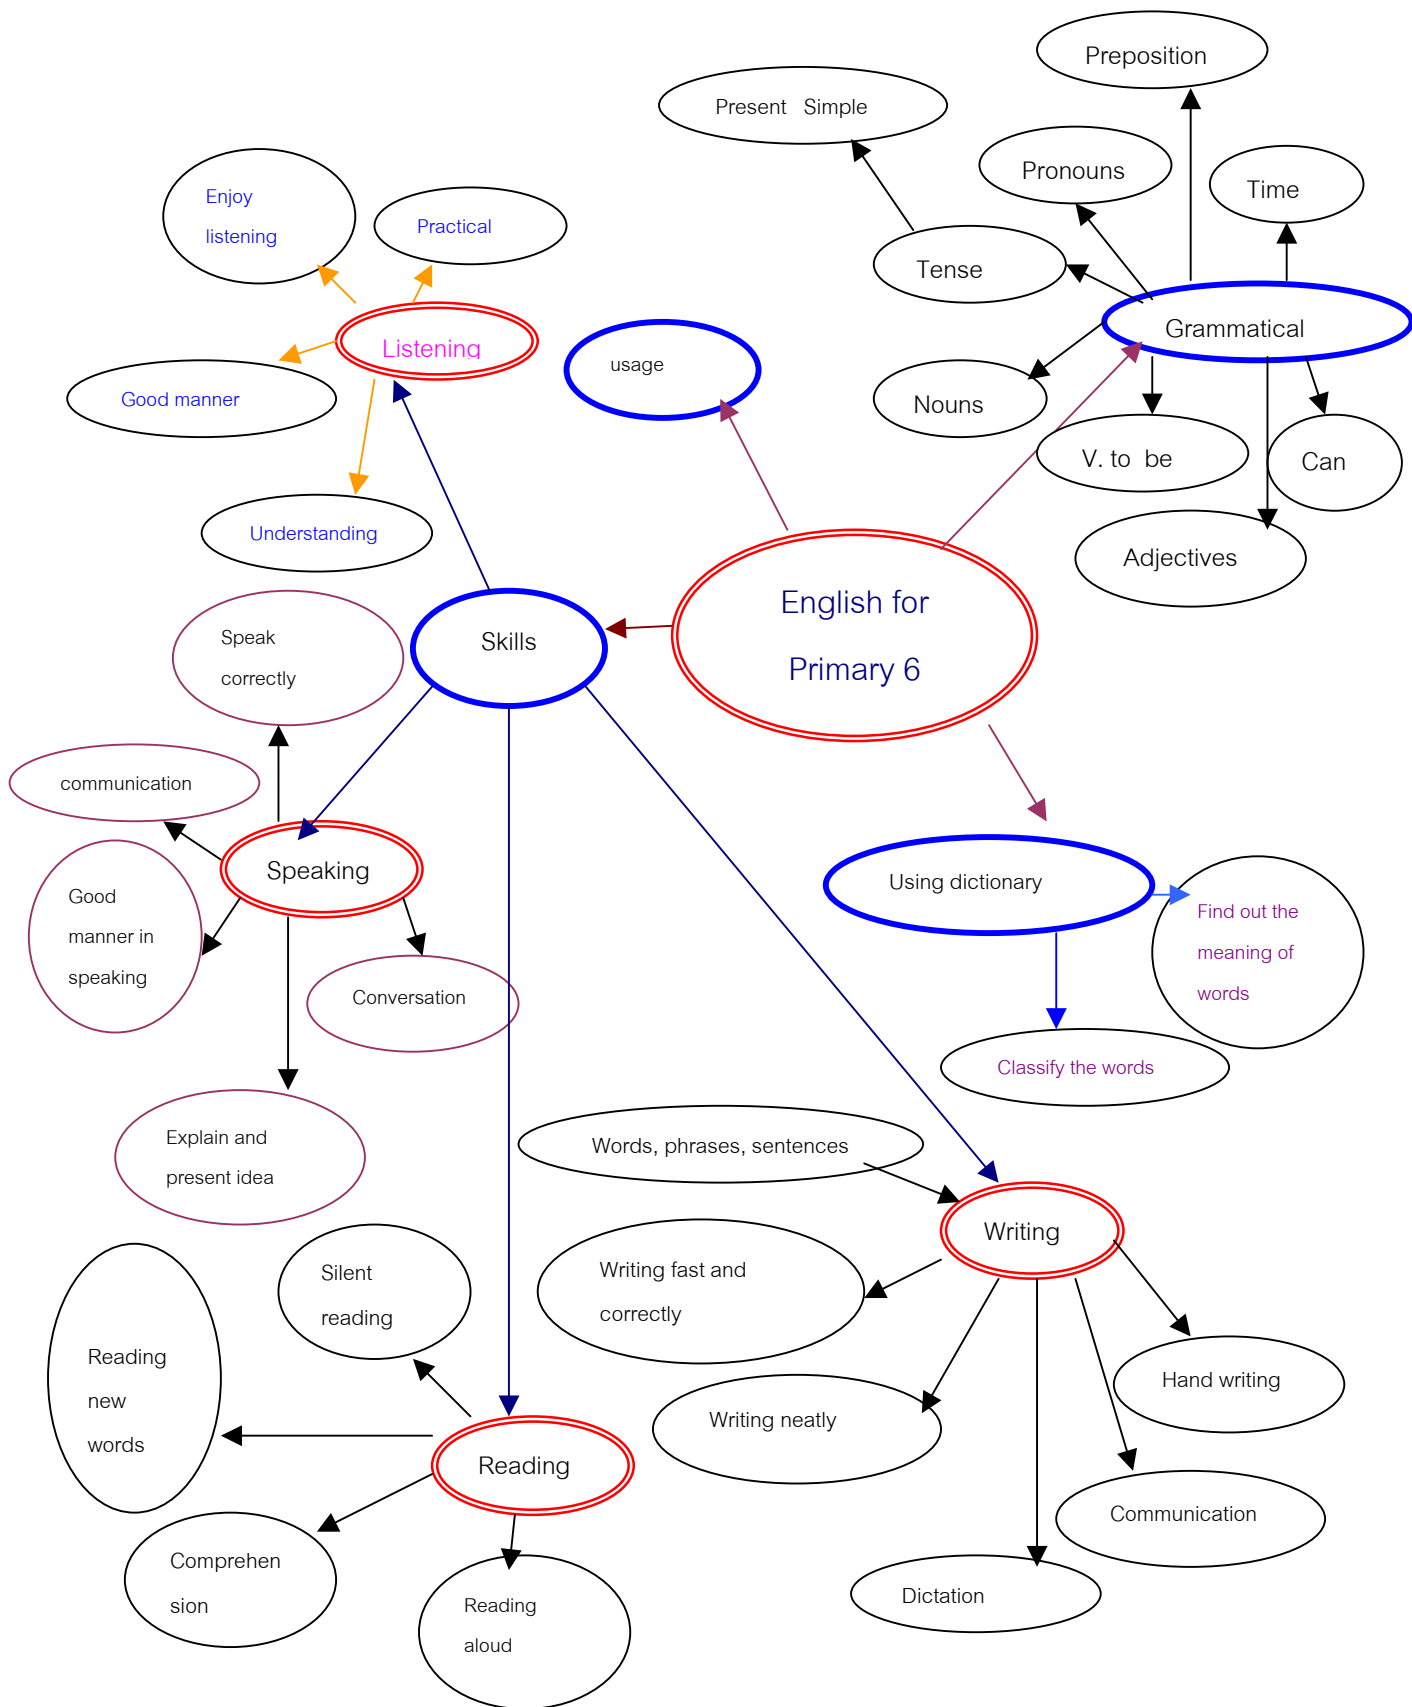 Preposition
Present   Simple
Pronouns
Time
Enjoy
listening
Practical
Tense
Grammatical
Listening
usage
Good manner
Nouns
V. to  be
Can
Understanding
Adjectives
English for
Primary 6
Skills
Speak
correctly
communication
Speaking
Using dictionary
Good
manner in
speaking
Find out the
meaning of
words
Conversation
Classify the words
Explain and
present idea
Words, phrases, sentences
Writing
Silent
reading
Writing fast and
correctly
Reading
new
words
Hand writing
Writing neatly
Reading
Communication
Comprehen
sion
Dictation
Reading
aloud